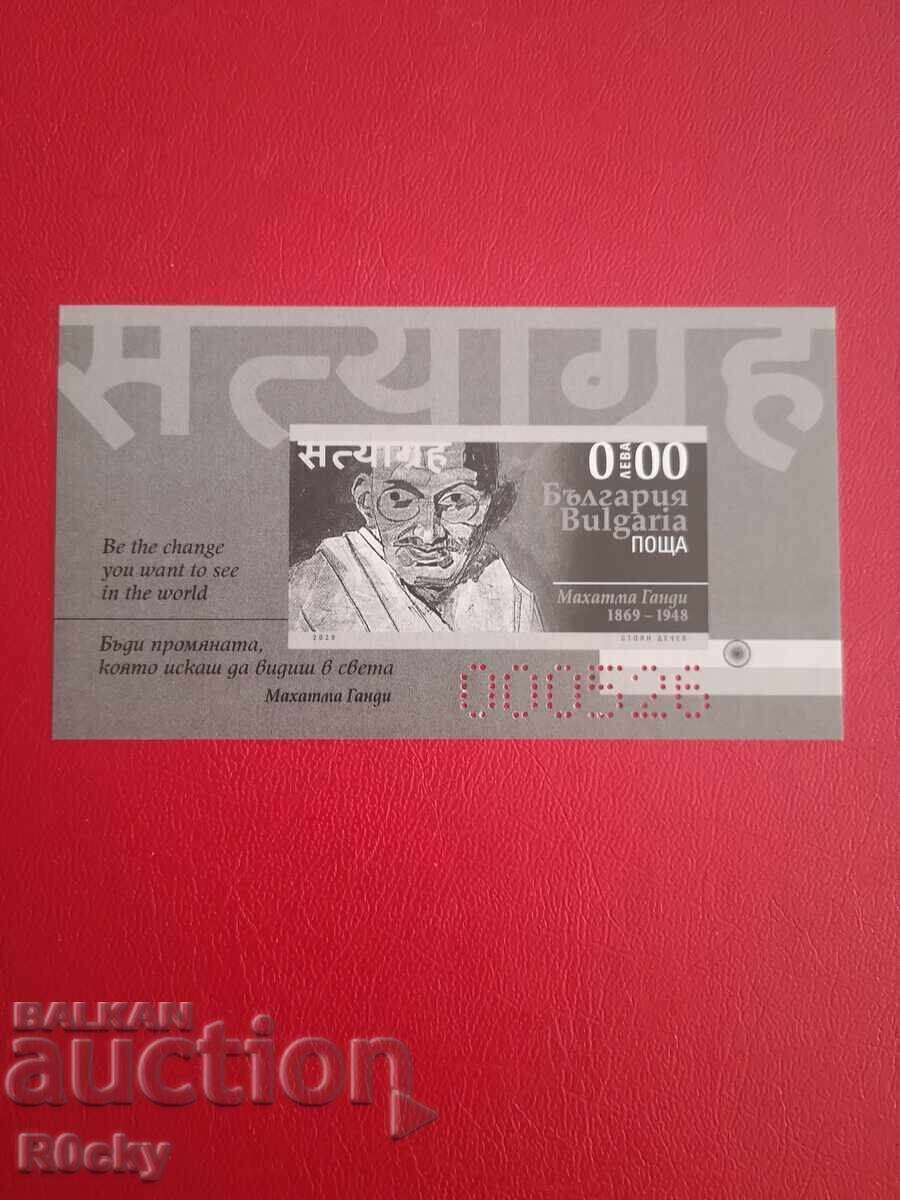 सत्याग्रह
सत्याग्रह
0.00
ЛЕВА
България
Bulgaria
ПОЩА
Махатма Ганди
1869 – 1948
2020
СТОЯН ДЕЧЕВ
Be the change
you want to see
in the world
Бъди промяната,
която искаш да видиш в света
Махатма Ганди
000526
BALKAN
auction
R0cky